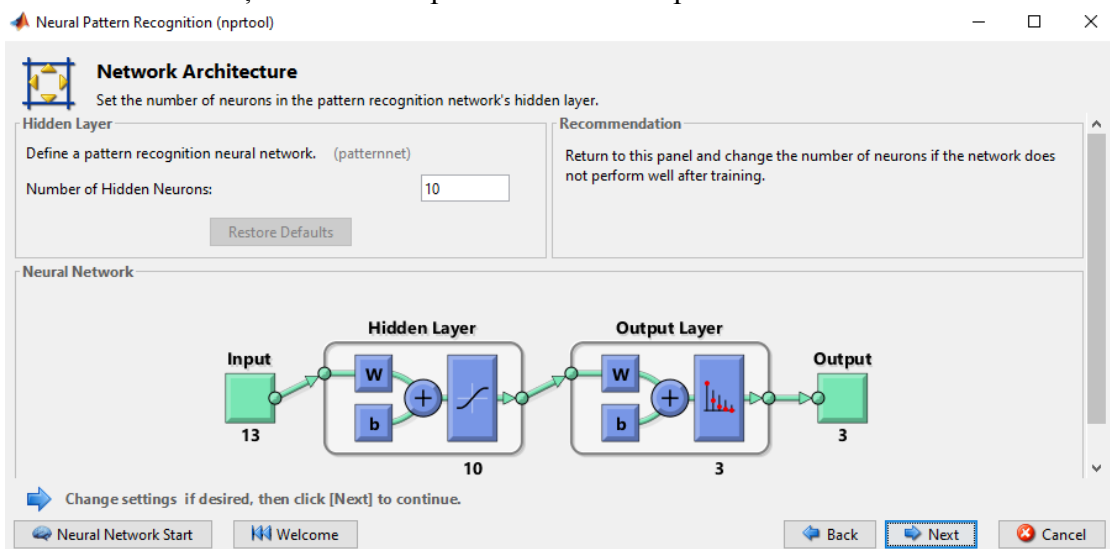 Neural Pattern Recognition (nprtool)
Network Architecture
Set the number of neurons in the pattern recognition network's hidden layer.
Hidden Layer
Define a pattern recognition neural network. (patternnet)
Number of Hidden Neurons: 10
Restore Defaults
Recommendation
Return to this panel and change the number of neurons if the network does
not perform well after training.
Neural Network
Hidden Layer Output Layer
Input Output
W W
b b
13 3
10 3
Change settings if desired, then click [Next] to continue.
Neural Network Start Welcome Back Next Cancel